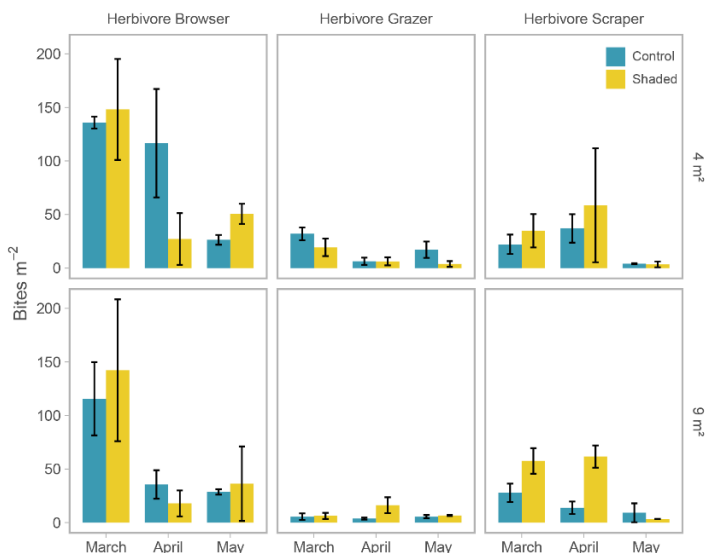 Herbivore Browser
Herbivore Grazer
Herbivore Scraper
Control
Shaded
200
150
100
50
0
4 m²
Bites m⁻²
200
150
100
50
0
9 m²
March April May
March April May
March April May